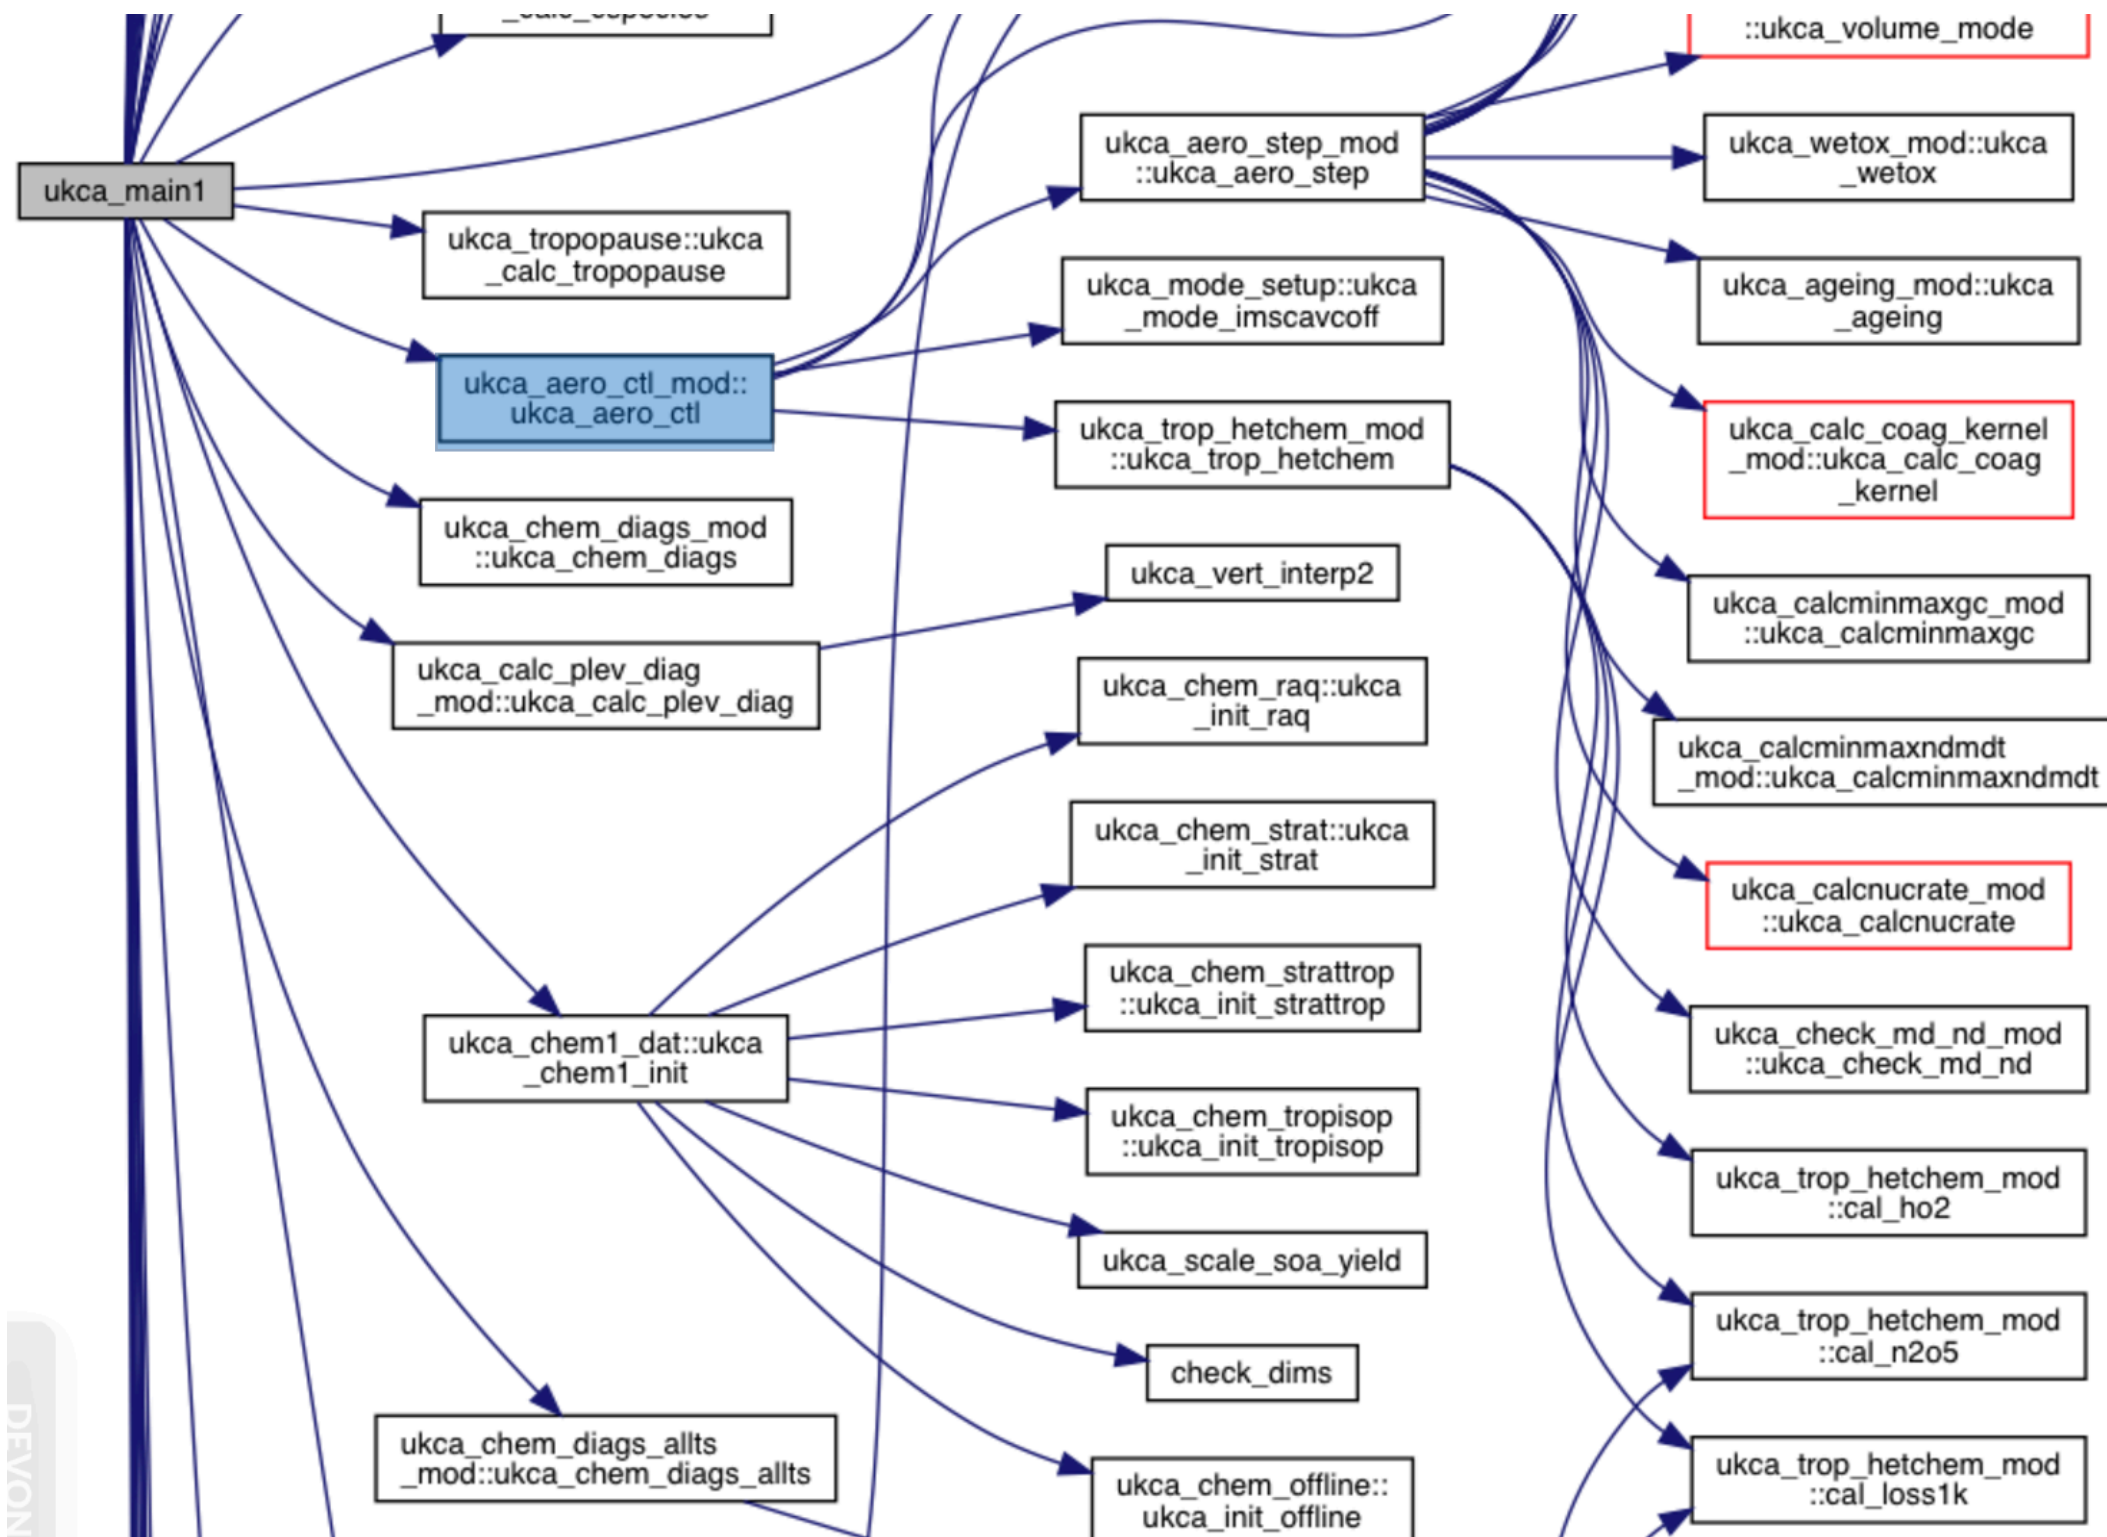 ::ukca_volume_mode
ukca_main1
ukca_tropopause::ukca
_calc_tropopause
ukca_aero_ctl_mod::
ukca_aero_ctl
ukca_chem_diags_mod
::ukca_chem_diags
ukca_calc_plev_diag
_mod::ukca_calc_plev_diag
ukca_chem1_dat::ukca
_chem1_init
ukca_chem_diags_allts
_mod::ukca_chem_diags_allts
ukca_aero_step_mod
::ukca_aero_step
ukca_mode_setup::ukca
_mode_imscavcoff
ukca_trop_hetchem_mod
::ukca_trop_hetchem
ukca_vert_interp2
ukca_chem_raq::ukca
_init_raq
ukca_chem_strat::ukca
_init_strat
ukca_chem_strattrop
::ukca_init_strattrop
ukca_chem_tropisop
::ukca_init_tropisop
ukca_scale_soa_yield
check_dims
ukca_chem_offline::
ukca_init_offline
ukca_wetox_mod::ukca
_wetox
ukca_ageing_mod::ukca
_ageing
ukca_calc_coag_kernel
_mod::ukca_calc_coag
_kernel
ukca_calcminmaxgc_mod
::ukca_calcminmaxgc
ukca_calcminmaxndmdt
_mod::ukca_calcminmaxndmdt
ukca_calcnucrate_mod
::ukca_calcnucrate
ukca_check_md_nd_mod
::ukca_check_md_nd
ukca_trop_hetchem_mod
::cal_ho2
ukca_trop_hetchem_mod
::cal_n2o5
ukca_trop_hetchem_mod
::cal_loss1k
DEVON